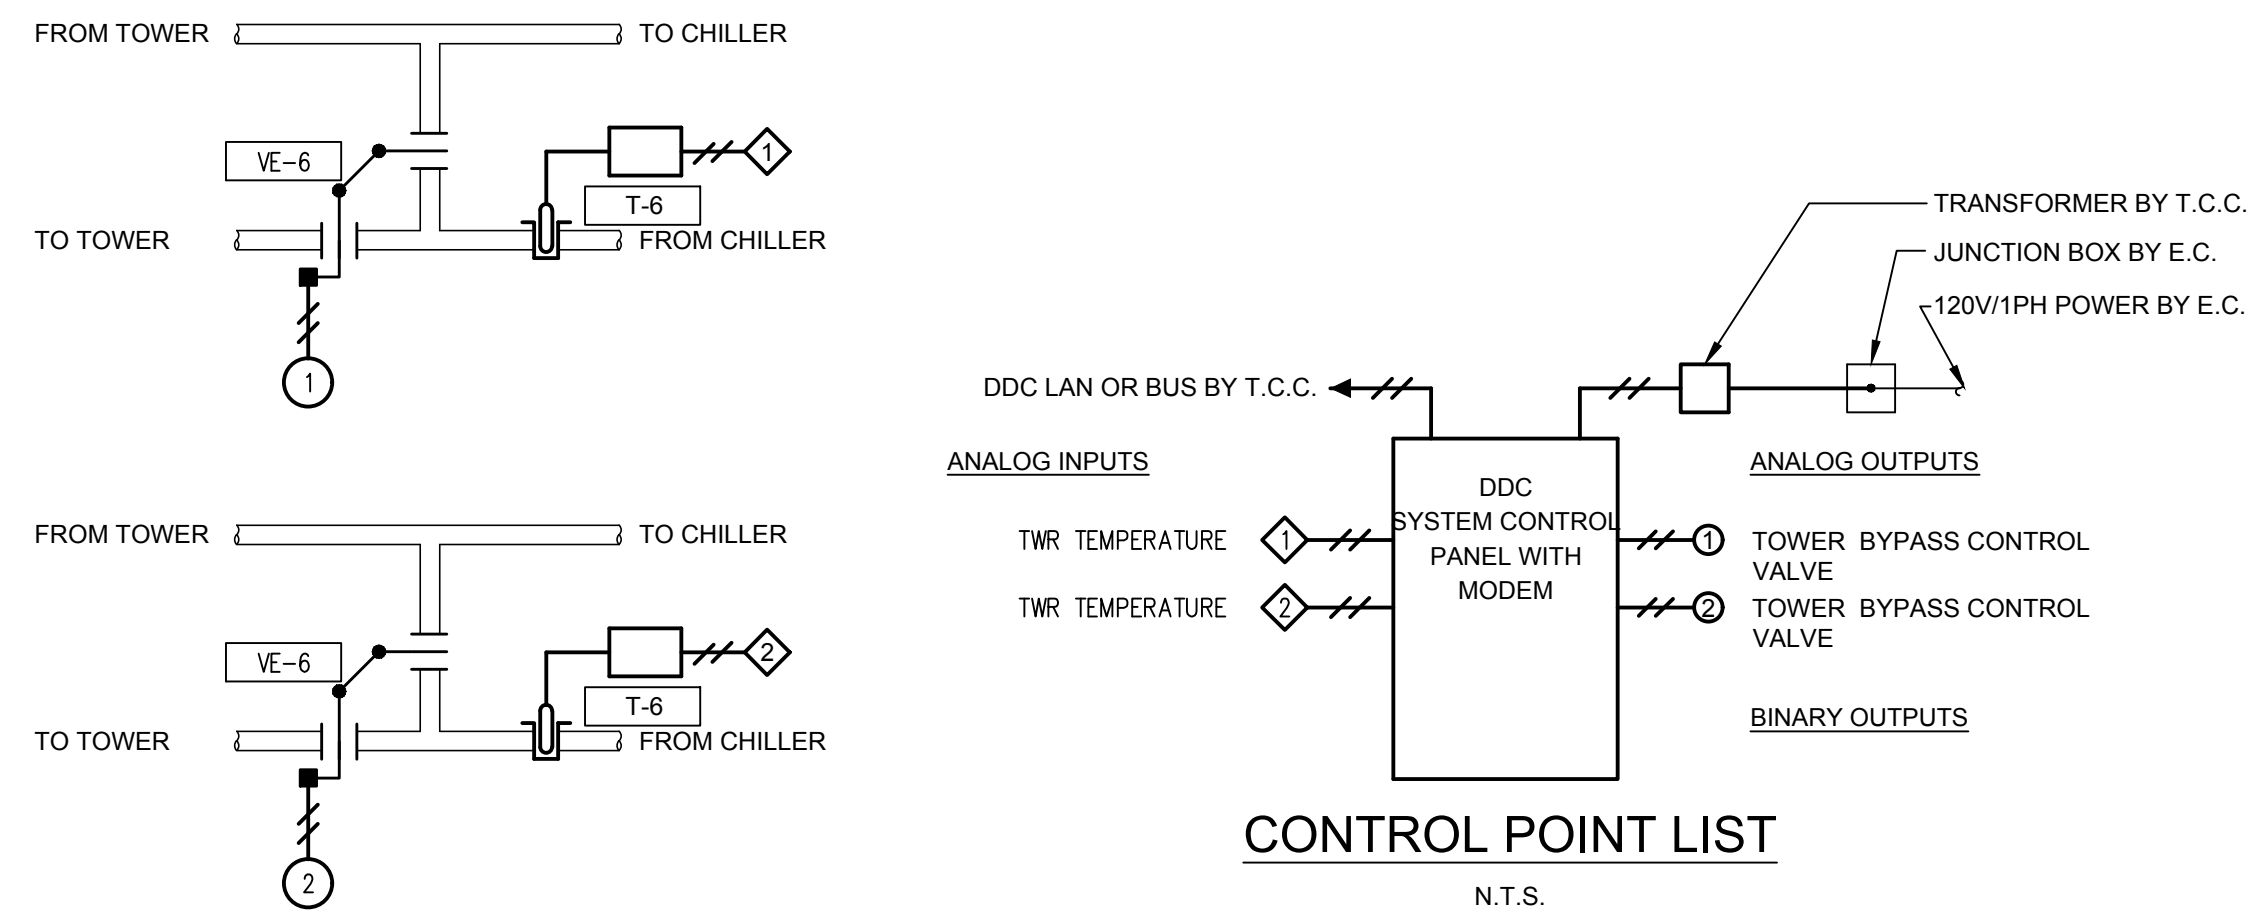 FROM TOWER
TO CHILLER
VE-6
1
T-6
TO TOWER
FROM CHILLER
1
FROM TOWER
TO CHILLER
VE-6
2
T-6
TO TOWER
FROM CHILLER
2
TRANSFORMER BY T.C.C.
JUNCTION BOX BY E.C.
120V/1PH POWER BY E.C.
DDC LAN OR BUS BY T.C.C.
ANALOG INPUTS
TWR TEMPERATURE 1
TWR TEMPERATURE 2
DDC
SYSTEM CONTROL
PANEL WITH
MODEM
ANALOG OUTPUTS
1 TOWER BYPASS CONTROL
VALVE
2 TOWER BYPASS CONTROL
VALVE
BINARY OUTPUTS
CONTROL POINT LIST
N.T.S.